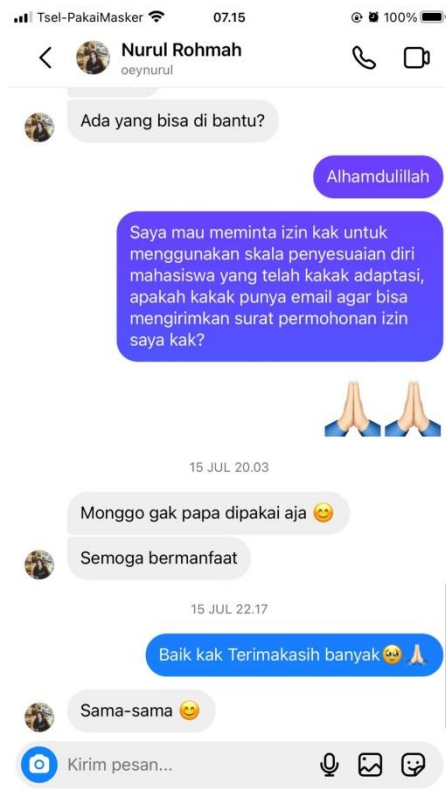 Tsel-PakaiMasker 07.15 100%
Nurul Rohmah
oeynurul
Ada yang bisa di bantu?
Alhamdulillah
Saya mau meminta izin kak untuk
menggunakan skala penyesuaian diri
mahasiswa yang telah kakak adaptasi,
apakah kakak punya email agar bisa
mengirimkan surat permohonan izin
saya kak?
🙏🏻🙏🏻
15 JUL 20.03
Monggo gak papa dipakai aja 😊
Semoga bermanfaat
15 JUL 22.17
Baik kak Terimakasih banyak🥹🙏🏻
Sama-sama 😊
Kirim pesan...